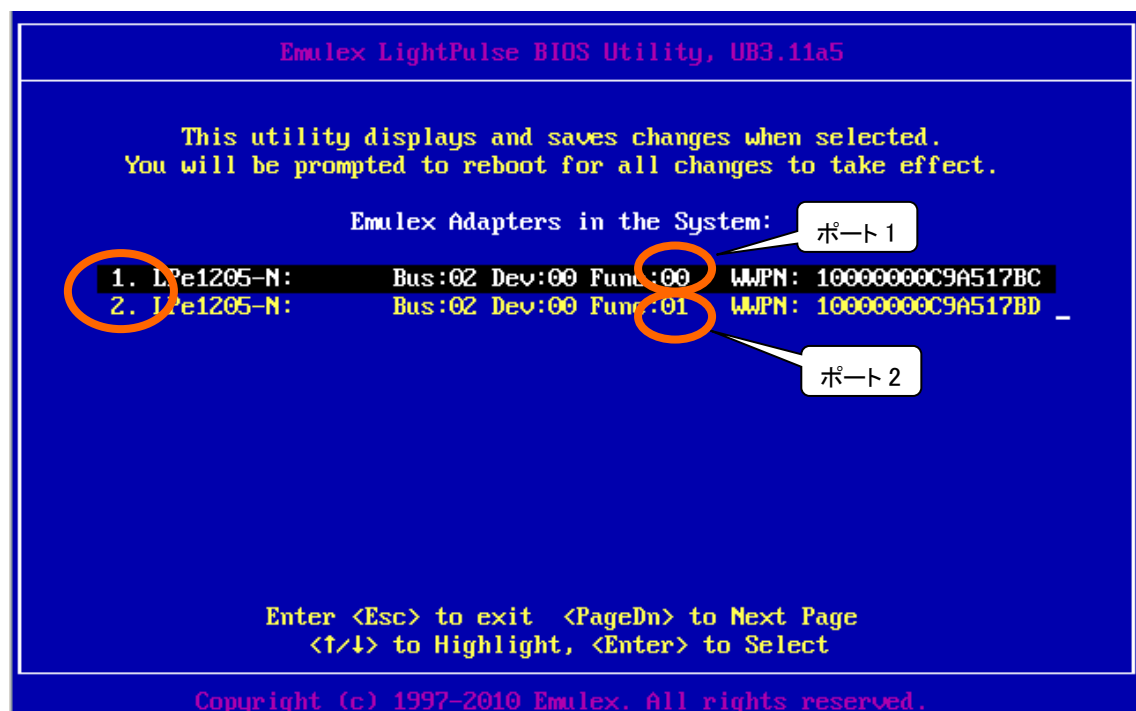 Emulex LightPulse BIOS Utility, UB3.11a5
This utility displays and saves changes when selected.
You will be prompted to reboot for all changes to take effect.
Emulex Adapters in the System:
ポート 1
1. LPe1205-N: Bus:02 Dev:00 Func:00 WWPN: 10000000C9A517BC
2. LPe1205-N: Bus:02 Dev:00 Func:01 WWPN: 10000000C9A517BD _
ポート 2
Enter <Esc> to exit <PageDn> to Next Page
<↑/↓> to Highlight, <Enter> to Select
Copyright (c) 1997-2010 Emulex. All rights reserved.